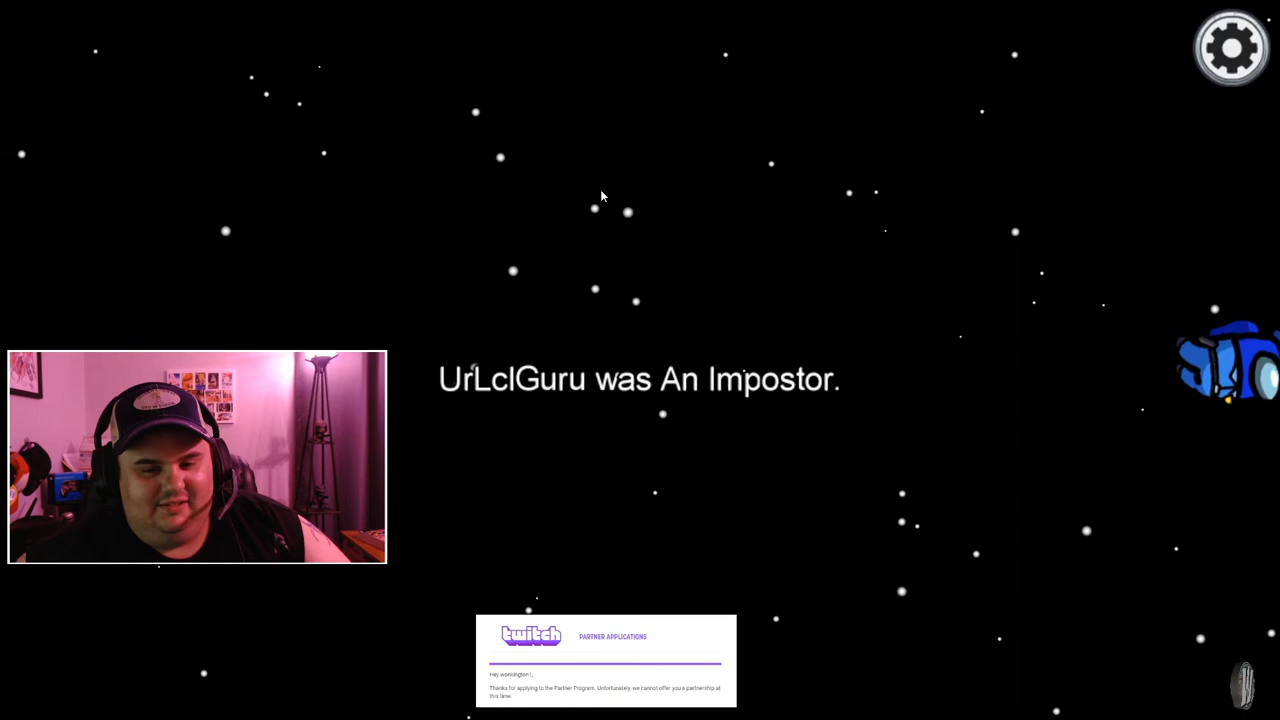 UrLclGuru was An Impostor.
twitch PARTNER APPLICATIONS
Hey workington!,
Thanks for applying to the Partner Program. Unfortunately, we cannot offer you a partnership at
this time.